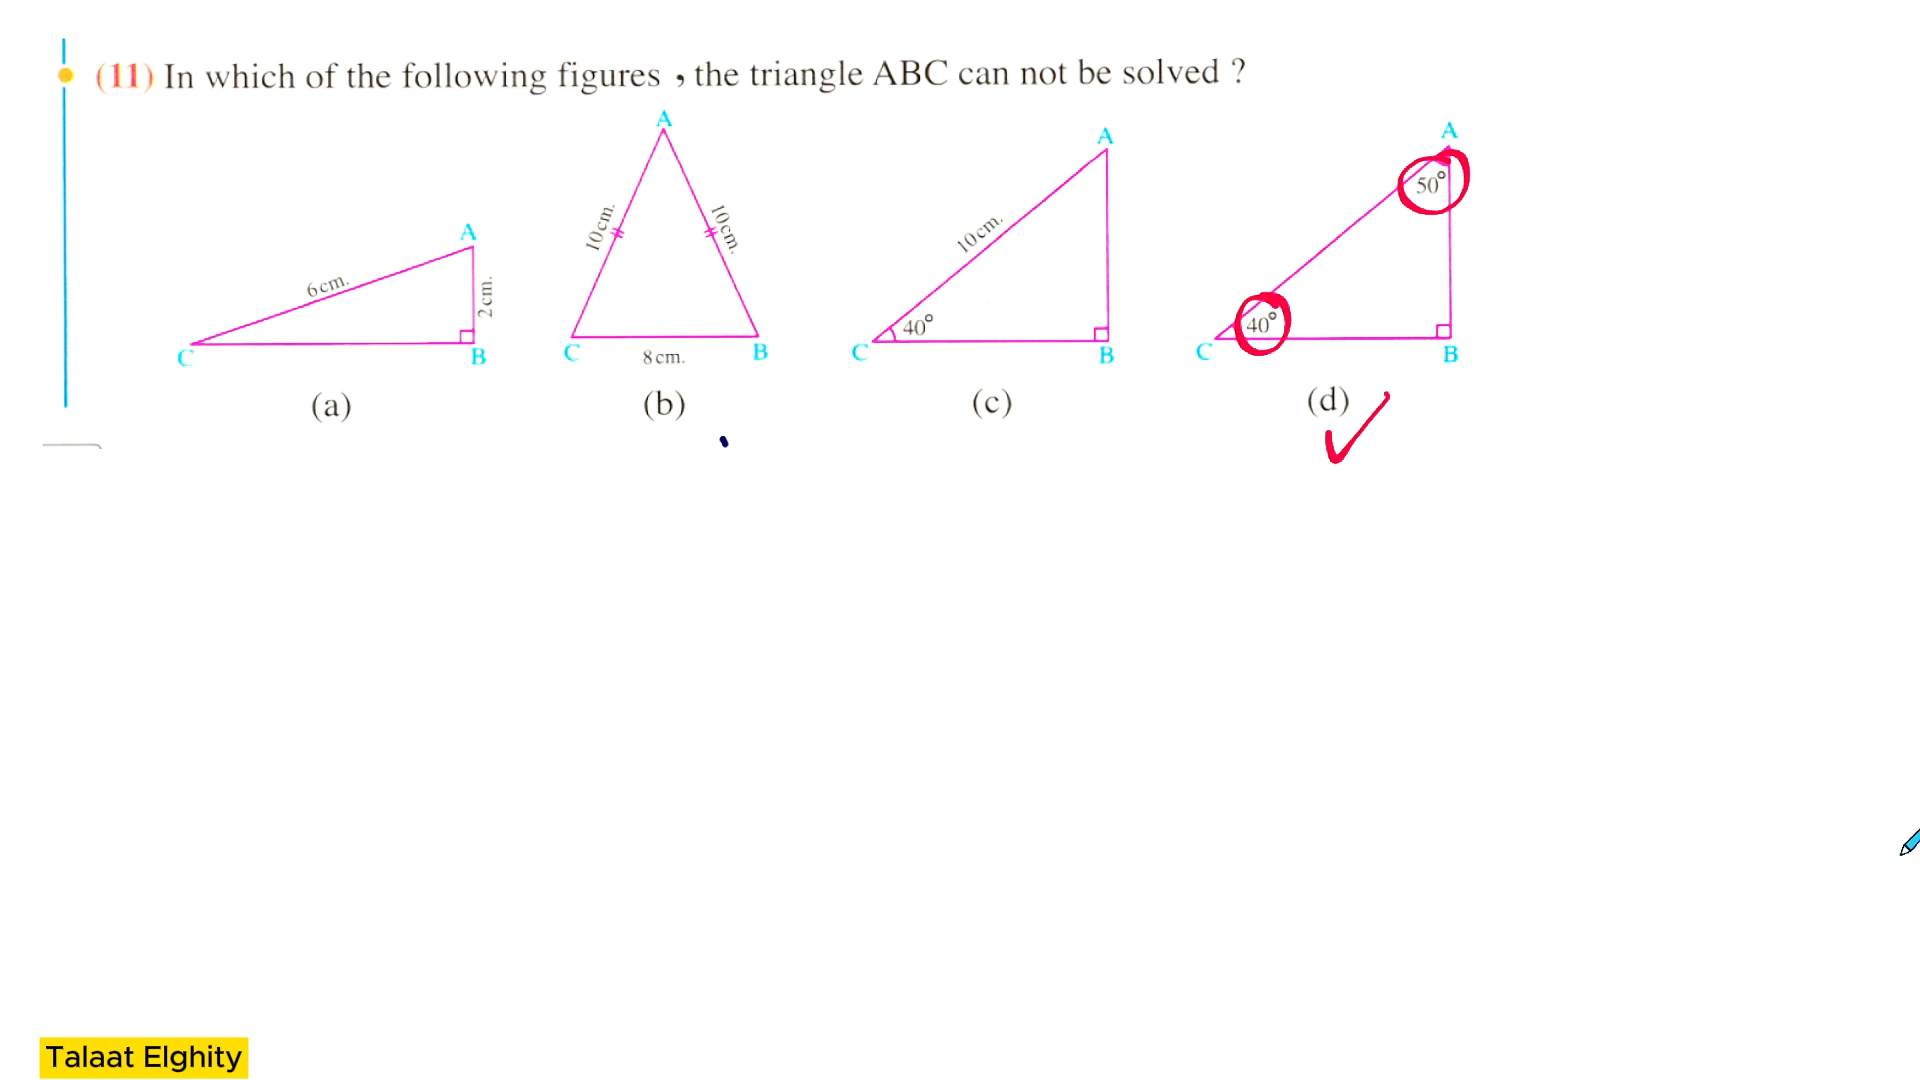 (11) In which of the following figures , the triangle ABC can not be solved ?
A
6 cm.
2 cm.
C
B
(a)
A
10 cm.
10 cm.
C
8 cm.
B
(b)
A
10 cm.
40°
C
B
(c)
A
50°
40°
C
B
(d)
Talaat Elghity